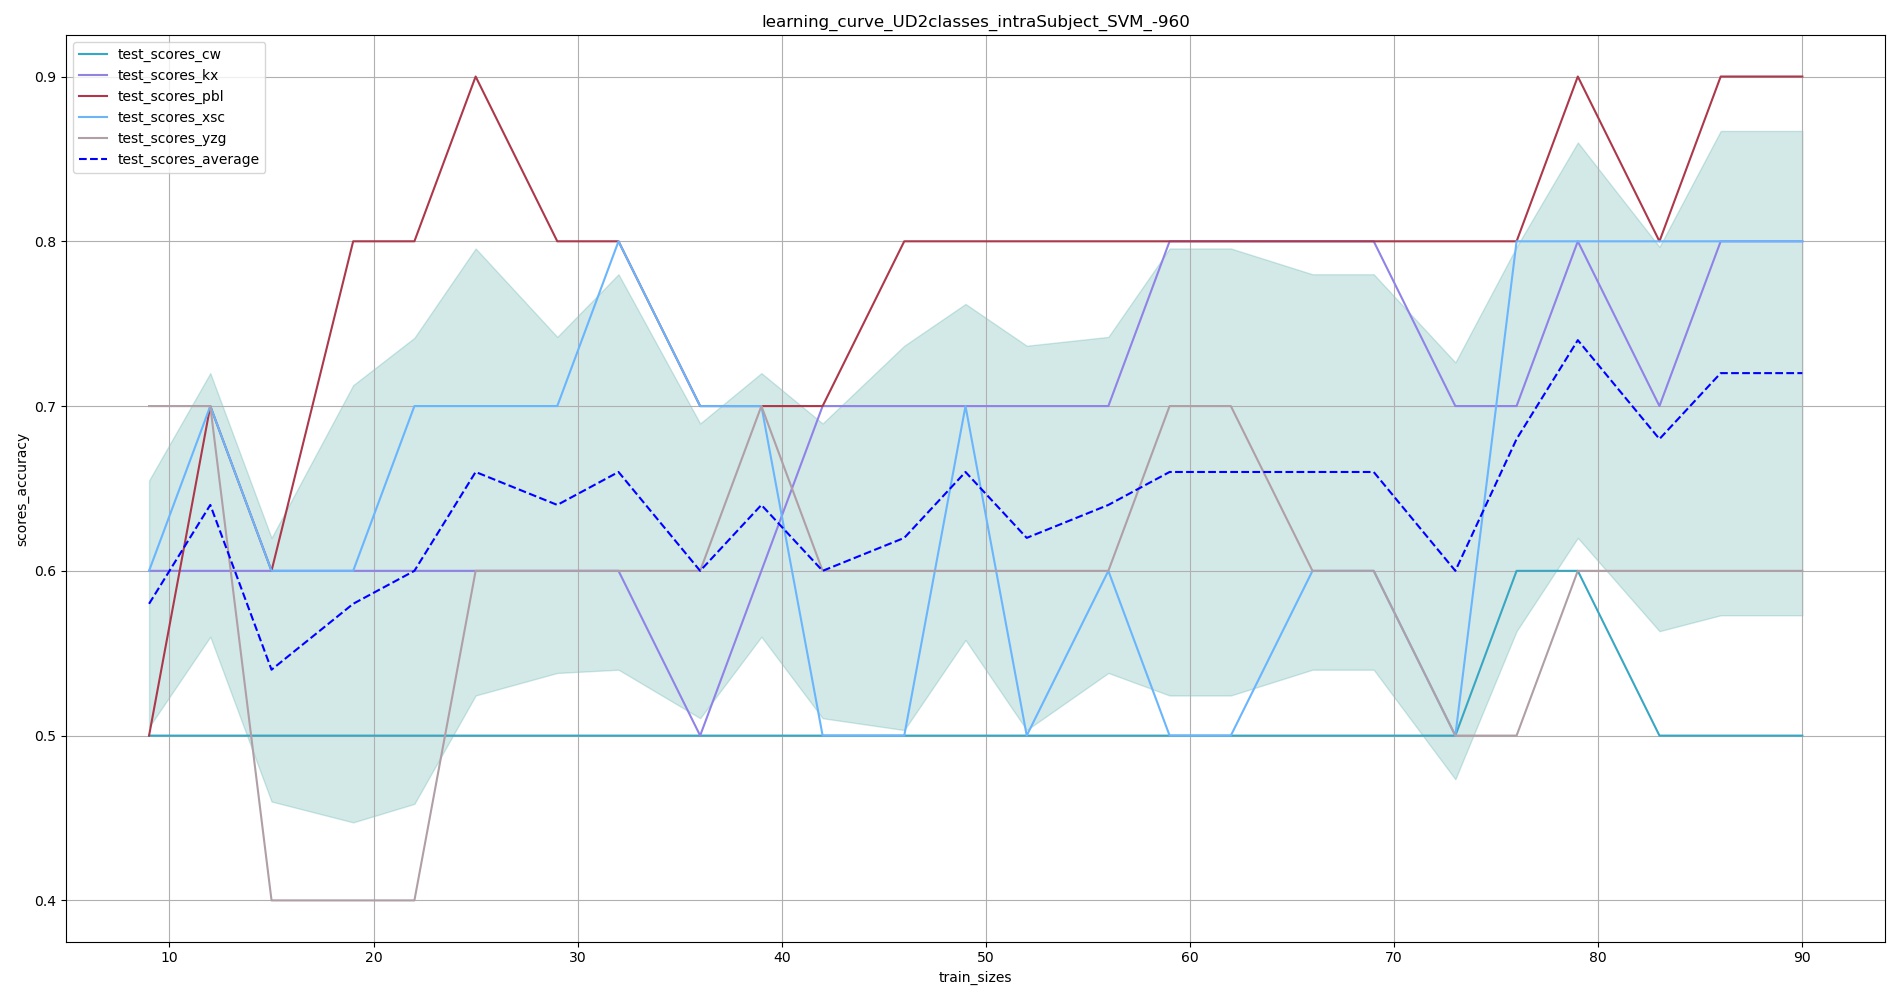 learning_curve_UD2classes_intraSubject_SVM_-960
test_scores_cw
test_scores_kx
test_scores_pbl
test_scores_xsc
test_scores_yzg
test_scores_average
scores_accuracy
0.9
0.8
0.7
0.6
0.5
0.4
10 20 30 40 50 60 70 80 90
train_sizes